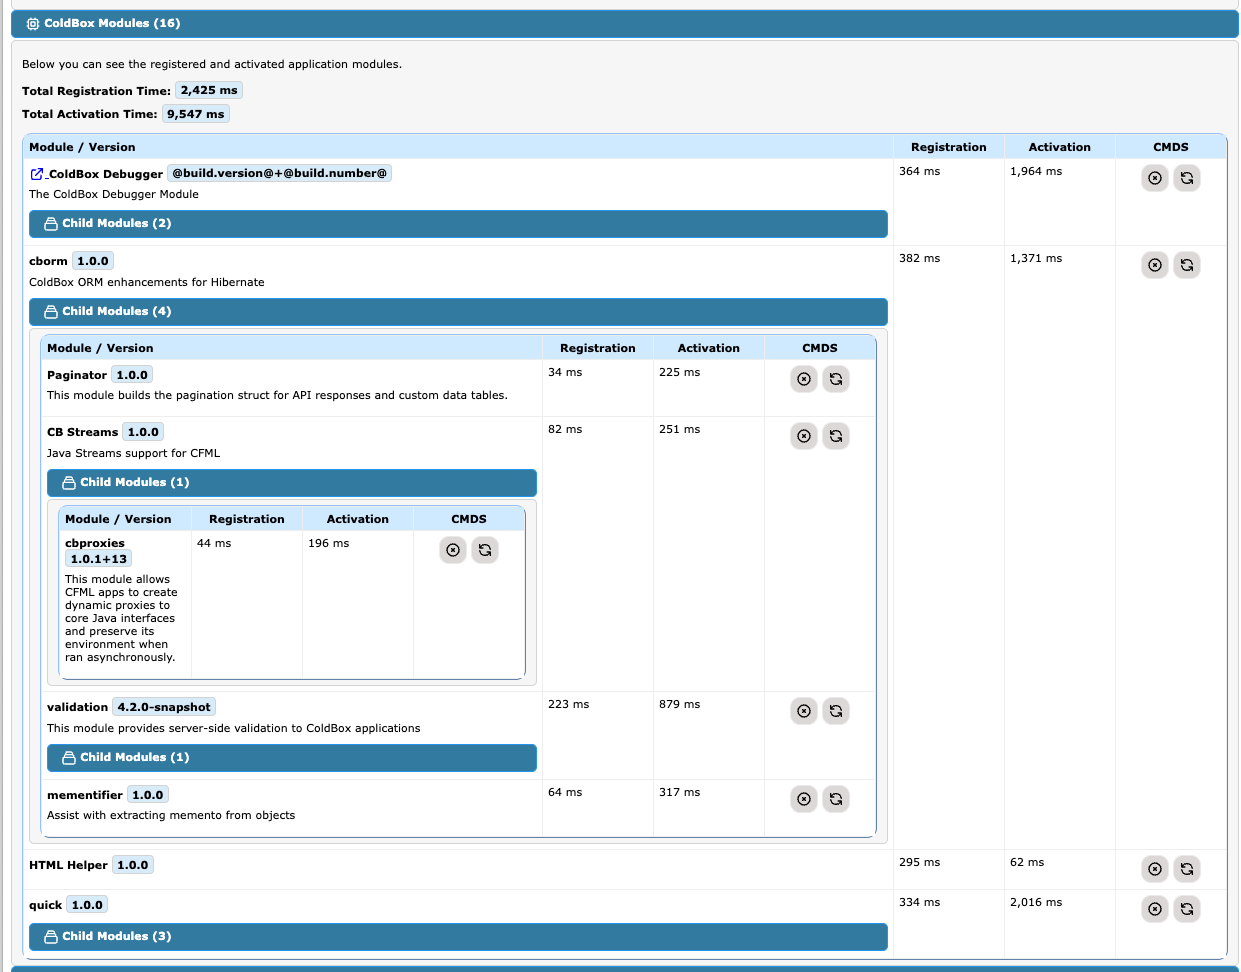 ColdBox Modules (16)
Below you can see the registered and activated application modules.
Total Registration Time: 2,425 ms
Total Activation Time: 9,547 ms
Module / Version Registration Activation CMDS
ColdBox Debugger @build.version@+@build.number@ 364 ms 1,964 ms
The ColdBox Debugger Module
Child Modules (2)
cborm 1.0.0 382 ms 1,371 ms
ColdBox ORM enhancements for Hibernate
Child Modules (4)
Module / Version Registration Activation CMDS
Paginator 1.0.0 34 ms 225 ms
This module builds the pagination struct for API responses and custom data tables.
CB Streams 1.0.0 82 ms 251 ms
Java Streams support for CFML
Child Modules (1)
Module / Version Registration Activation CMDS
cbproxies 44 ms 196 ms
1.0.1+13
This module allows
CFML apps to create
dynamic proxies to
core Java interfaces
and preserve its
environment when
ran asynchronously.
validation 4.2.0-snapshot 223 ms 879 ms
This module provides server-side validation to ColdBox applications
Child Modules (1)
mementifier 1.0.0 64 ms 317 ms
Assist with extracting memento from objects
HTML Helper 1.0.0 295 ms 62 ms
quick 1.0.0 334 ms 2,016 ms
Child Modules (3)